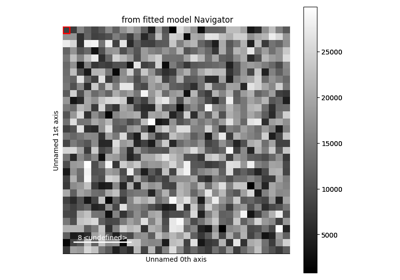 from fitted model Navigator
25000
20000
15000
10000
5000
Unnamed 1st axis
8 <undefined>
Unnamed 0th axis